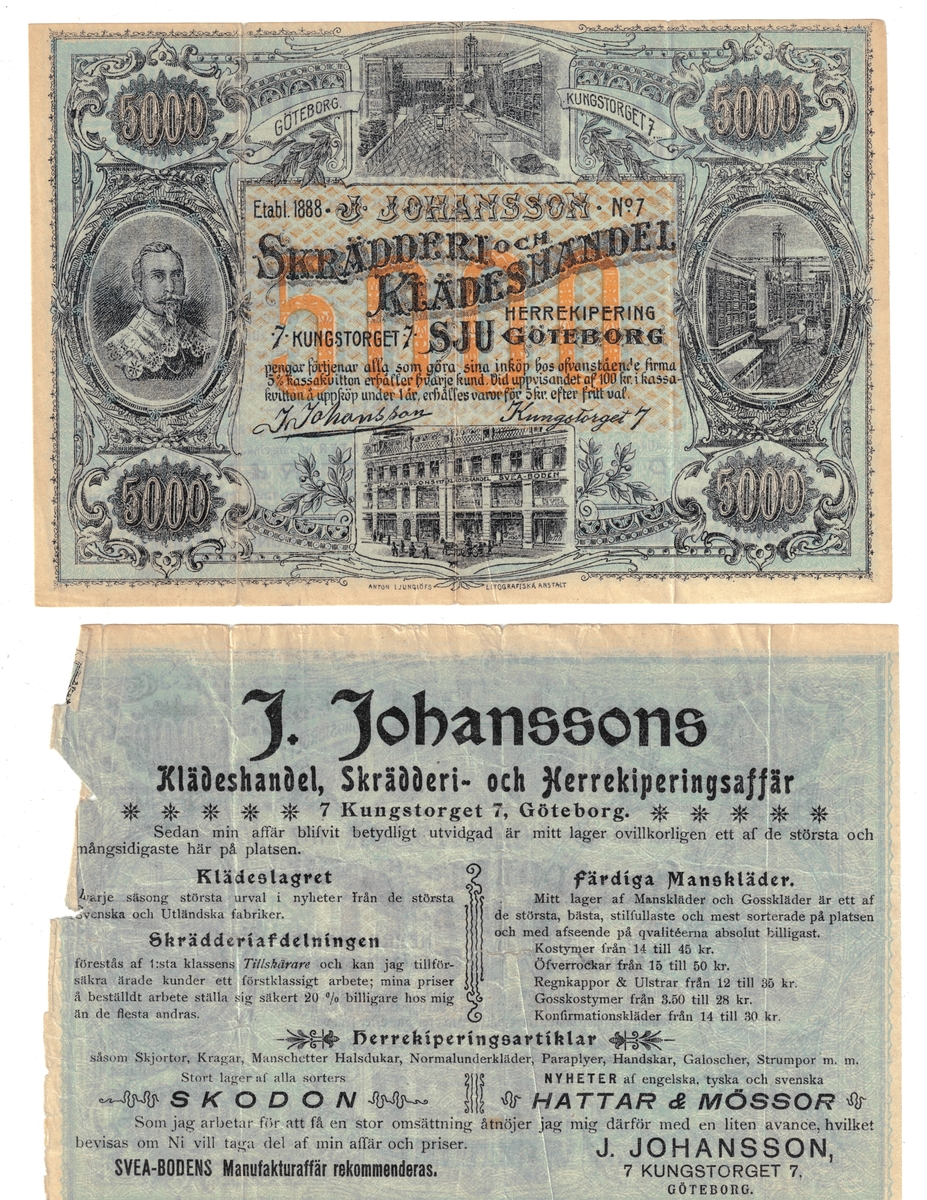 5000
GÖTEBORG.
KUNGSTORGET 7.
5000
Etabl. 1888 • J. JOHANSSON • No 7
SKRÄDDERI OCH
KLÄDESHANDEL
5000
HERREKIPERING
7 • KUNGSTORGET 7 • SJU GÖTEBORG
pengar förtjenar alla som göra sina inköp hos ofvanstående firma
5% kassakvitton erhåller hvarje kund. Vid uppvisandet af 100 kr. i kassa-
kvitton å uppköp under 1 år, erhålles varor för 5 kr. efter fritt val.
J. Johansson Kungstorget 7
JOHANSSONS KLÄDESHANDEL SVEA-BODEN
5000
5000
ANTON LJUNGLÖFS LITOGRAFISKA ANSTALT
J. Johanssons
Klädeshandel, Skrädderi- och Herrekiperingsaffär
7 Kungstorget 7, Göteborg.
Sedan min affär blifvit betydligt utvidgad är mitt lager ovillkorligen ett af de största och
mångsidigaste här på platsen.
Klädeslagret
hvarje säsong största urval i nyheter från de största
Svenska och Utländska fabriker.
Skrädderiafdelningen
förestås af 1:sta klassens Tillskärare och kan jag tillför-
säkra ärade kunder ett förstklassigt arbete; mina priser
å beställdt arbete ställa sig säkert 20 % billigare hos mig
än de flesta andras.
Färdiga Manskläder.
Mitt lager af Manskläder och Gosskläder är ett af
de största, bästa, stilfullaste och mest sorterade på platsen
och med afseende på qvalitéerna absolut billigast.
Kostymer från 14 till 45 kr.
Öfverrockar från 15 till 50 kr.
Regnkappor & Ulstrar från 12 till 35 kr.
Gosskostymer från 3.50 till 28 kr.
Konfirmationskläder från 14 till 30 kr.
Herrekiperingsartiklar
såsom Skjortor, Kragar, Manschetter Halsdukar, Normalunderkläder, Paraplyer, Handskar, Galoscher, Strumpor m. m.
Stort lager af alla sorters
SKODON
NYHETER af engelska, tyska och svenska
HATTAR & MÖSSOR
Som jag arbetar för att få en stor omsättning åtnöjer jag mig därför med en liten avance, hvilket
bevisas om Ni vill taga del af min affär och priser.
SVEA-BODENS Manufakturaffär rekommenderas.
J. JOHANSSON,
7 KUNGSTORGET 7,
GÖTEBORG.